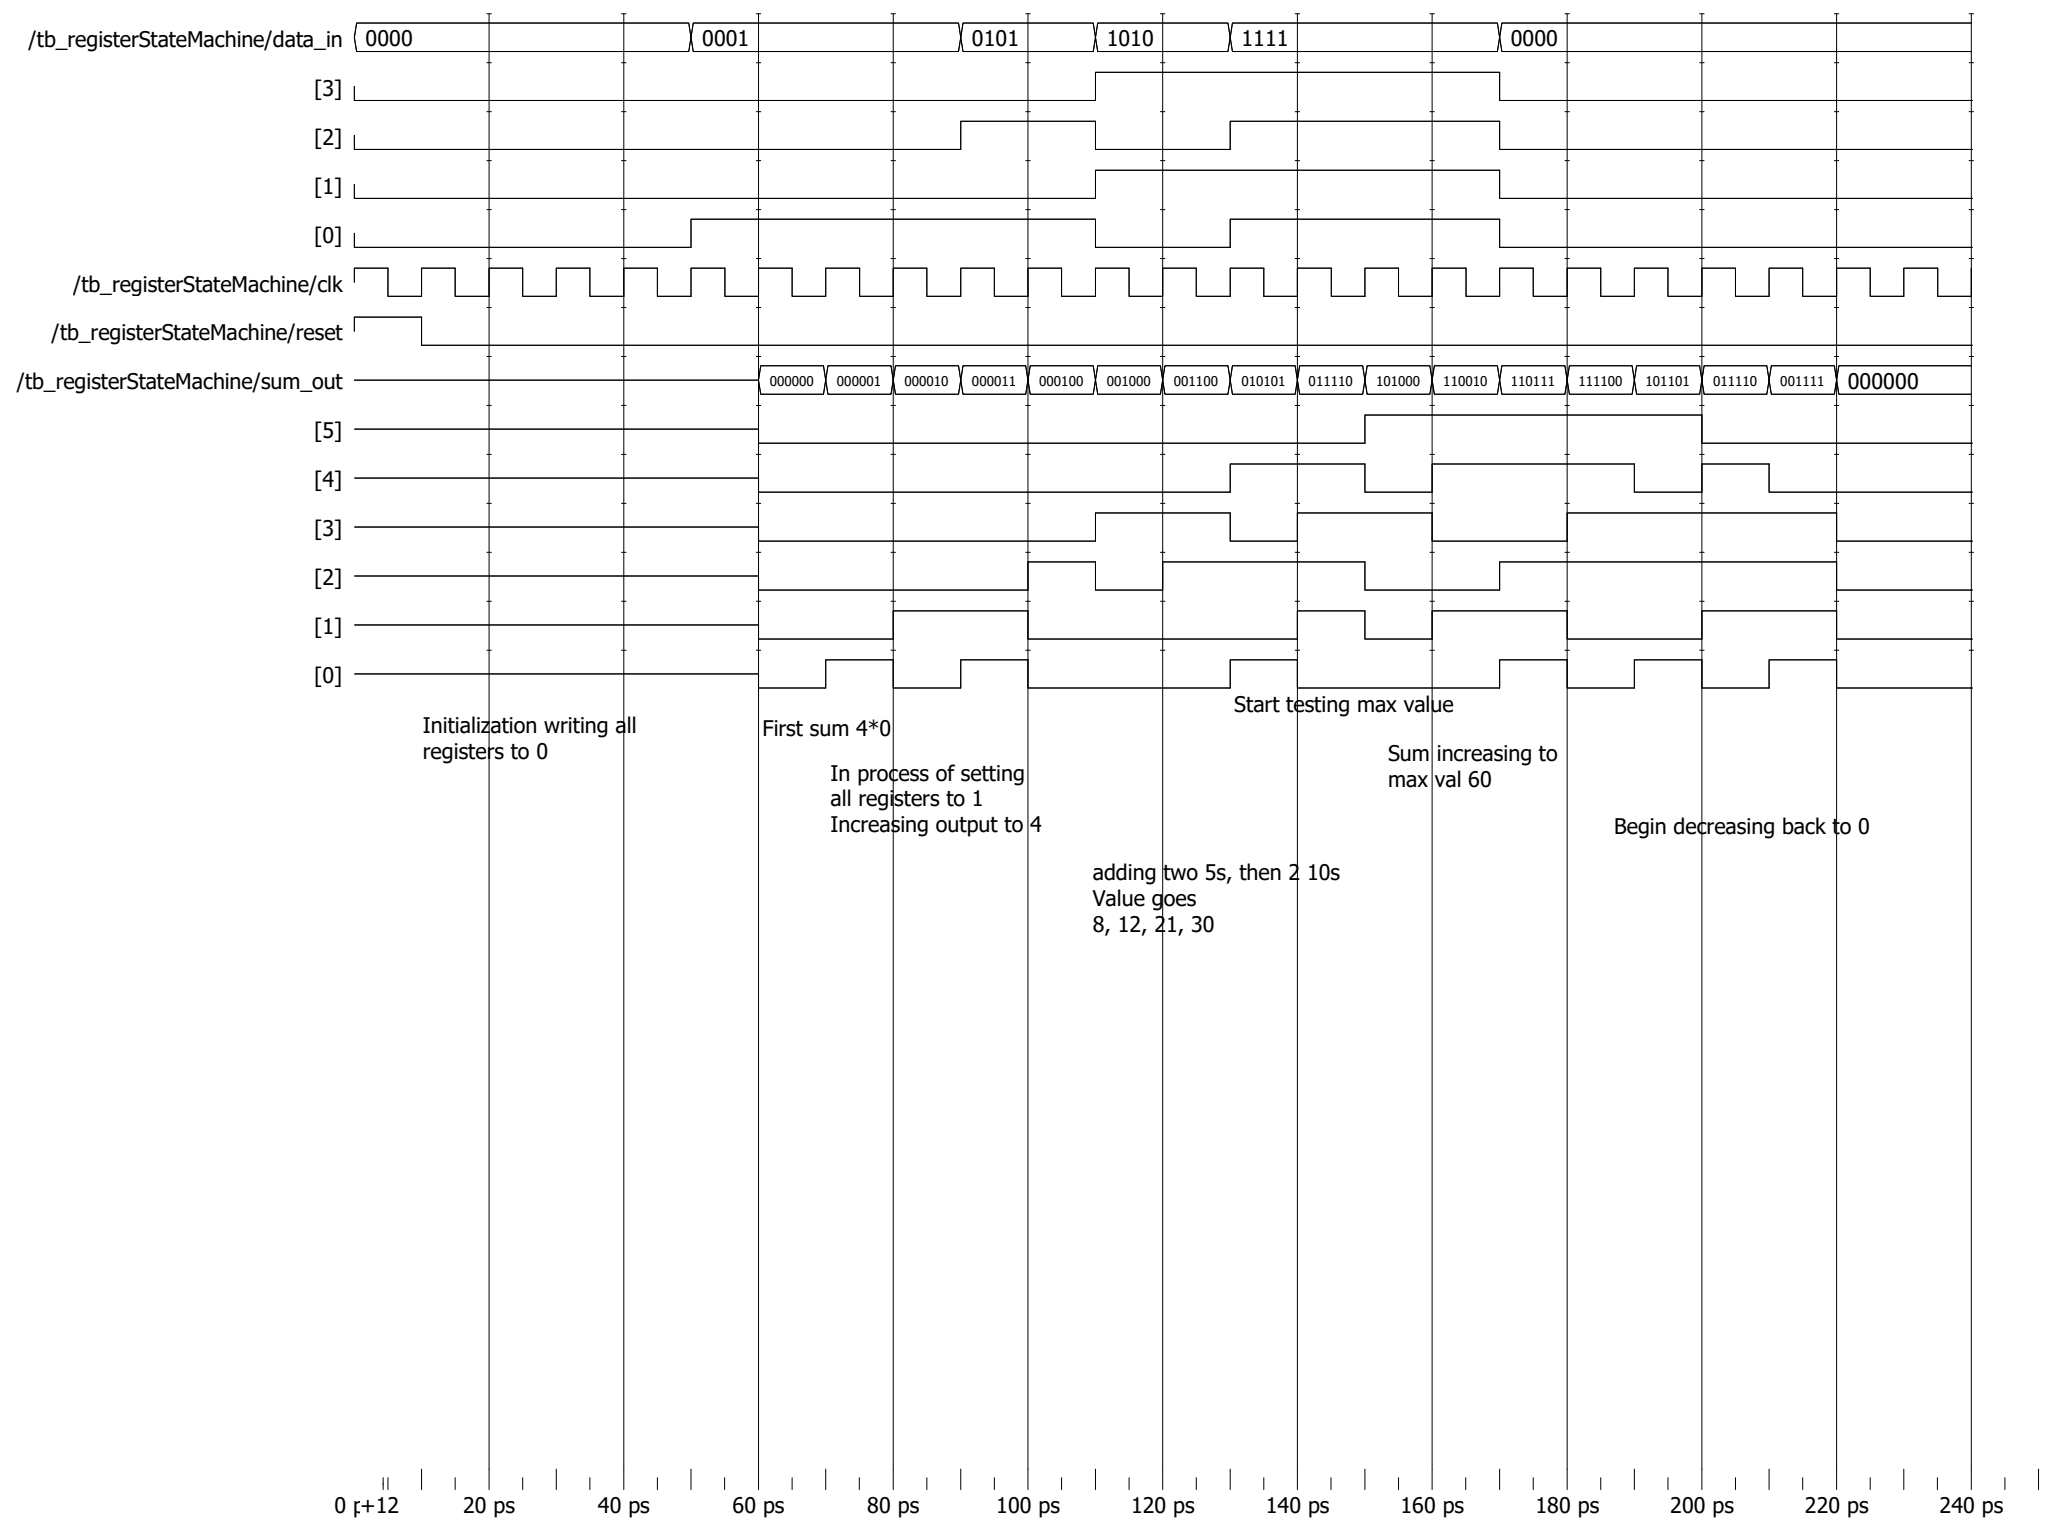 /tb_registerStateMachine/data_in 0000 0001 0101 1010 1111 0000
[3]
[2]
[1]
[0]
/tb_registerStateMachine/clk
/tb_registerStateMachine/reset
/tb_registerStateMachine/sum_out 000000 000001 000010 000011 000100 001000 001100 010101 011110 101000 110010 110111 111100 101101 011110 001111 000000
[5]
[4]
[3]
[2]
[1]
[0]
Initialization writing all
registers to 0
First sum 4*0
In process of setting
all registers to 1
Increasing output to 4
adding two 5s, then 2 10s
Value goes
8, 12, 21, 30
Start testing max value
Sum increasing to
max val 60
Begin decreasing back to 0
20 ps 40 ps 60 ps 80 ps 100 ps 120 ps 140 ps 160 ps 180 ps 200 ps 220 ps 240 ps